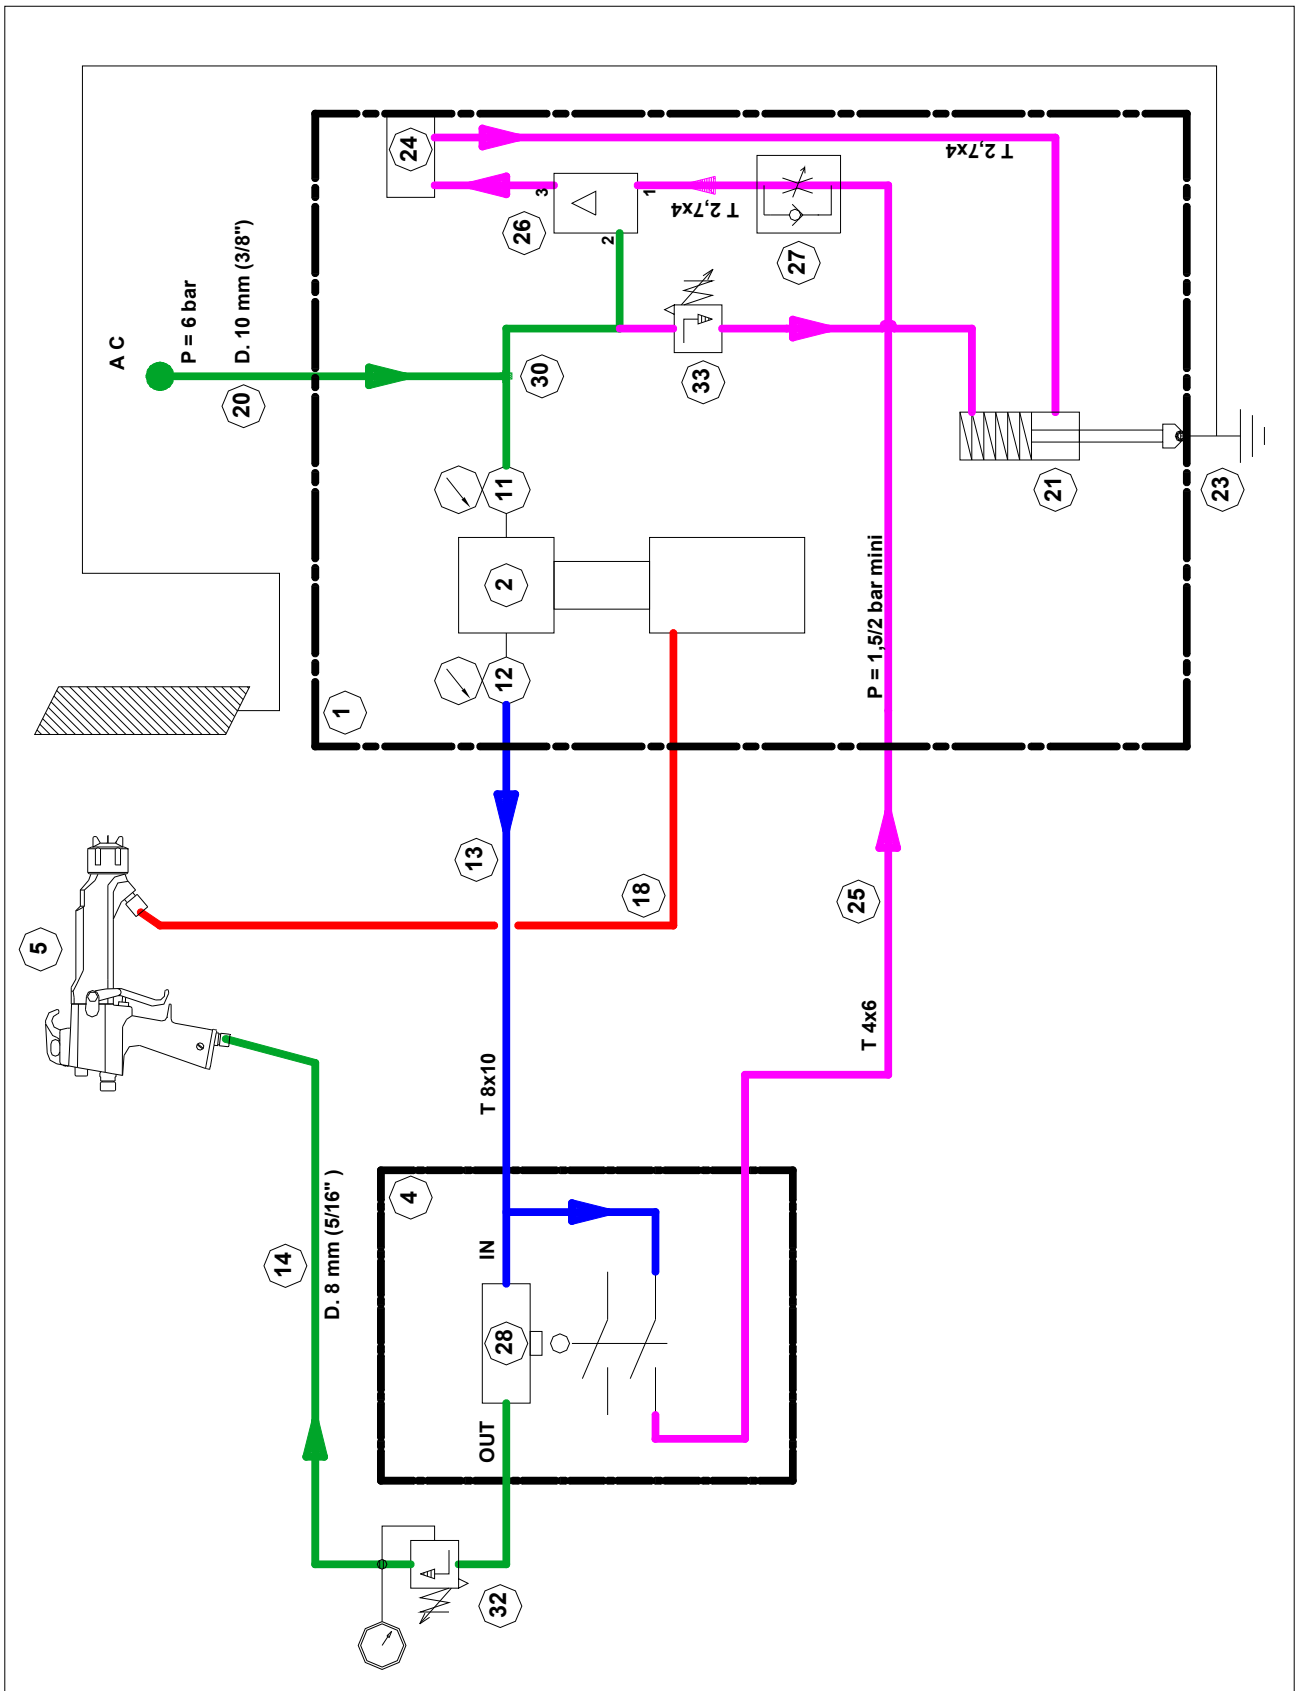 A C
P = 6 bar
D. 10 mm (3/8")
20
24
T 2,7x4
3
26
1
2
T 2,7x4
27
30
33
11
2
12
21
23
P = 1,5/2 bar mini
1
5
13
18
25
T 4x6
T 8x10
14
D. 8 mm (5/16" )
4
IN
28
OUT
32